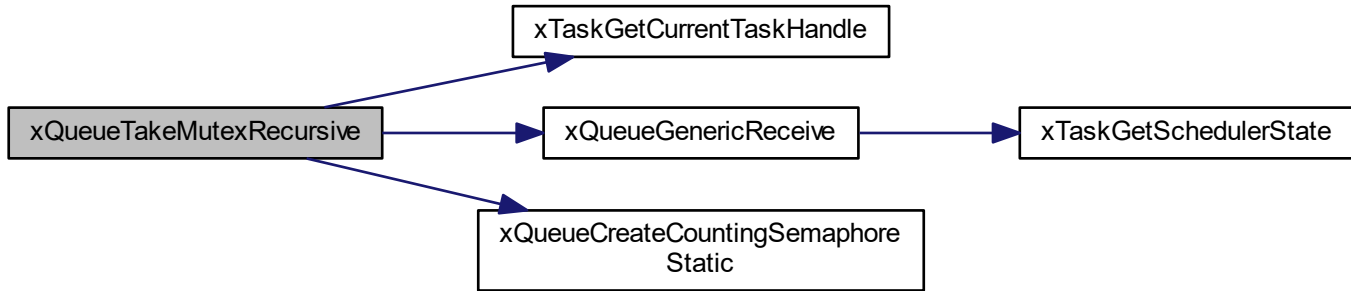 xTaskGetCurrentTaskHandle
xQueueTakeMutexRecursive
xQueueGenericReceive
xTaskGetSchedulerState
xQueueCreateCountingSemaphore
Static